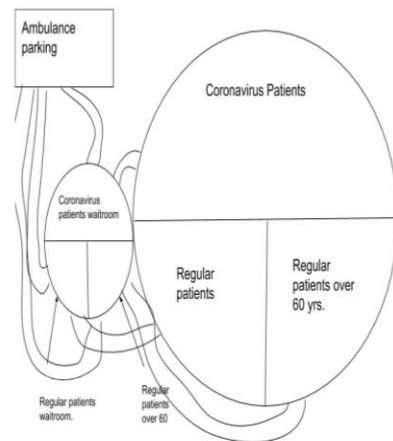 Ambulance
parking
Coronavirus Patients
Coronavirus
patients waitroom
Regular
patients
Regular
patients over
60 yrs.
Regular patients
waitroom.
Regular
patients
over 60